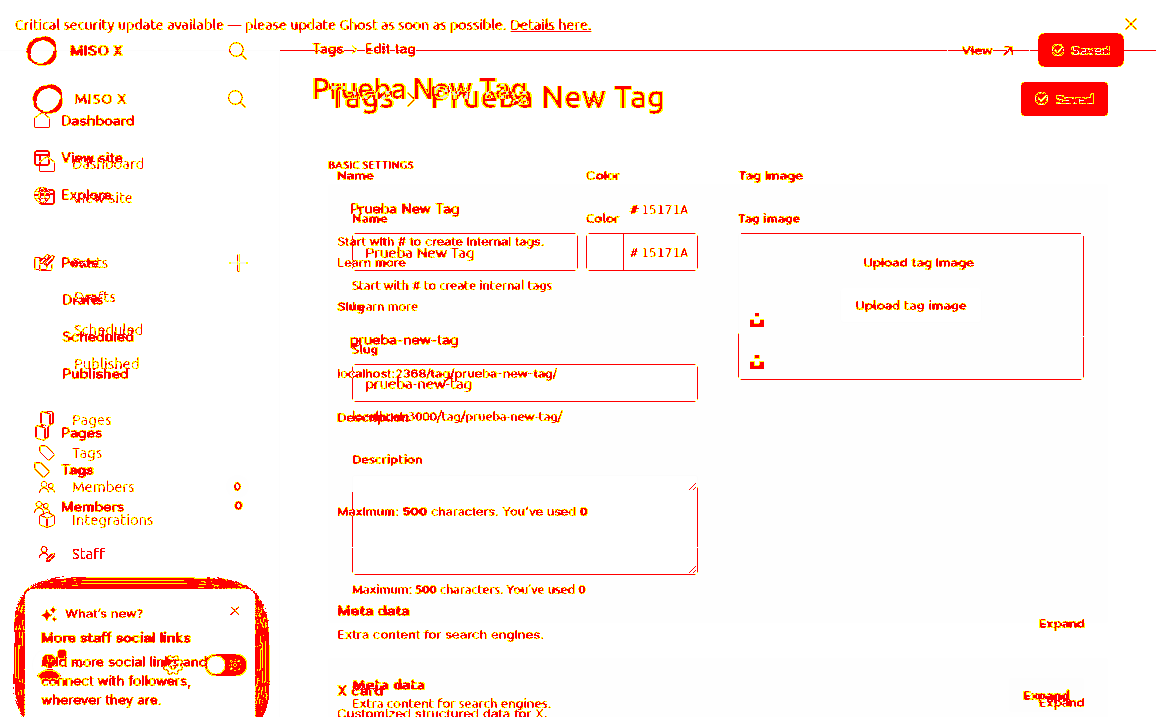 Critical security update available — please update Ghost as soon as possible. Details here.
MISO X
Tags > Edit tag
View
Saved
MISO X
Prueba New Tag
Tags > Prueba New Tag
Saved
Dashboard
View site
Dashboard
Explore
View site
Posts
Drafts
Scheduled
Scheduled
Published
Published
Pages
Pages
Tags
Tags
Members 0
Members 0
Integrations
Staff
What's new?
More staff social links
Add more social links and
connect with followers,
wherever they are.
BASIC SETTINGS
Name
Color
Tag image
Prueba New Tag
# 15171A
Name
Color
Tag image
Start with # to create internal tags.
Prueba New Tag
# 15171A
Learn more
Upload tag image
Start with # to create internal tags
Slug
Learn more
Upload tag image
prueba-new-tag
Slug
localhost:2368/tag/prueba-new-tag/
prueba-new-tag
Description
localhost:3000/tag/prueba-new-tag/
Description
Maximum: 500 characters. You've used 0
Maximum: 500 characters. You've used 0
Meta data
Extra content for search engines.
Expand
X card
Meta data
Expand
Extra content for search engines.
Expand
Customized structured data for X.